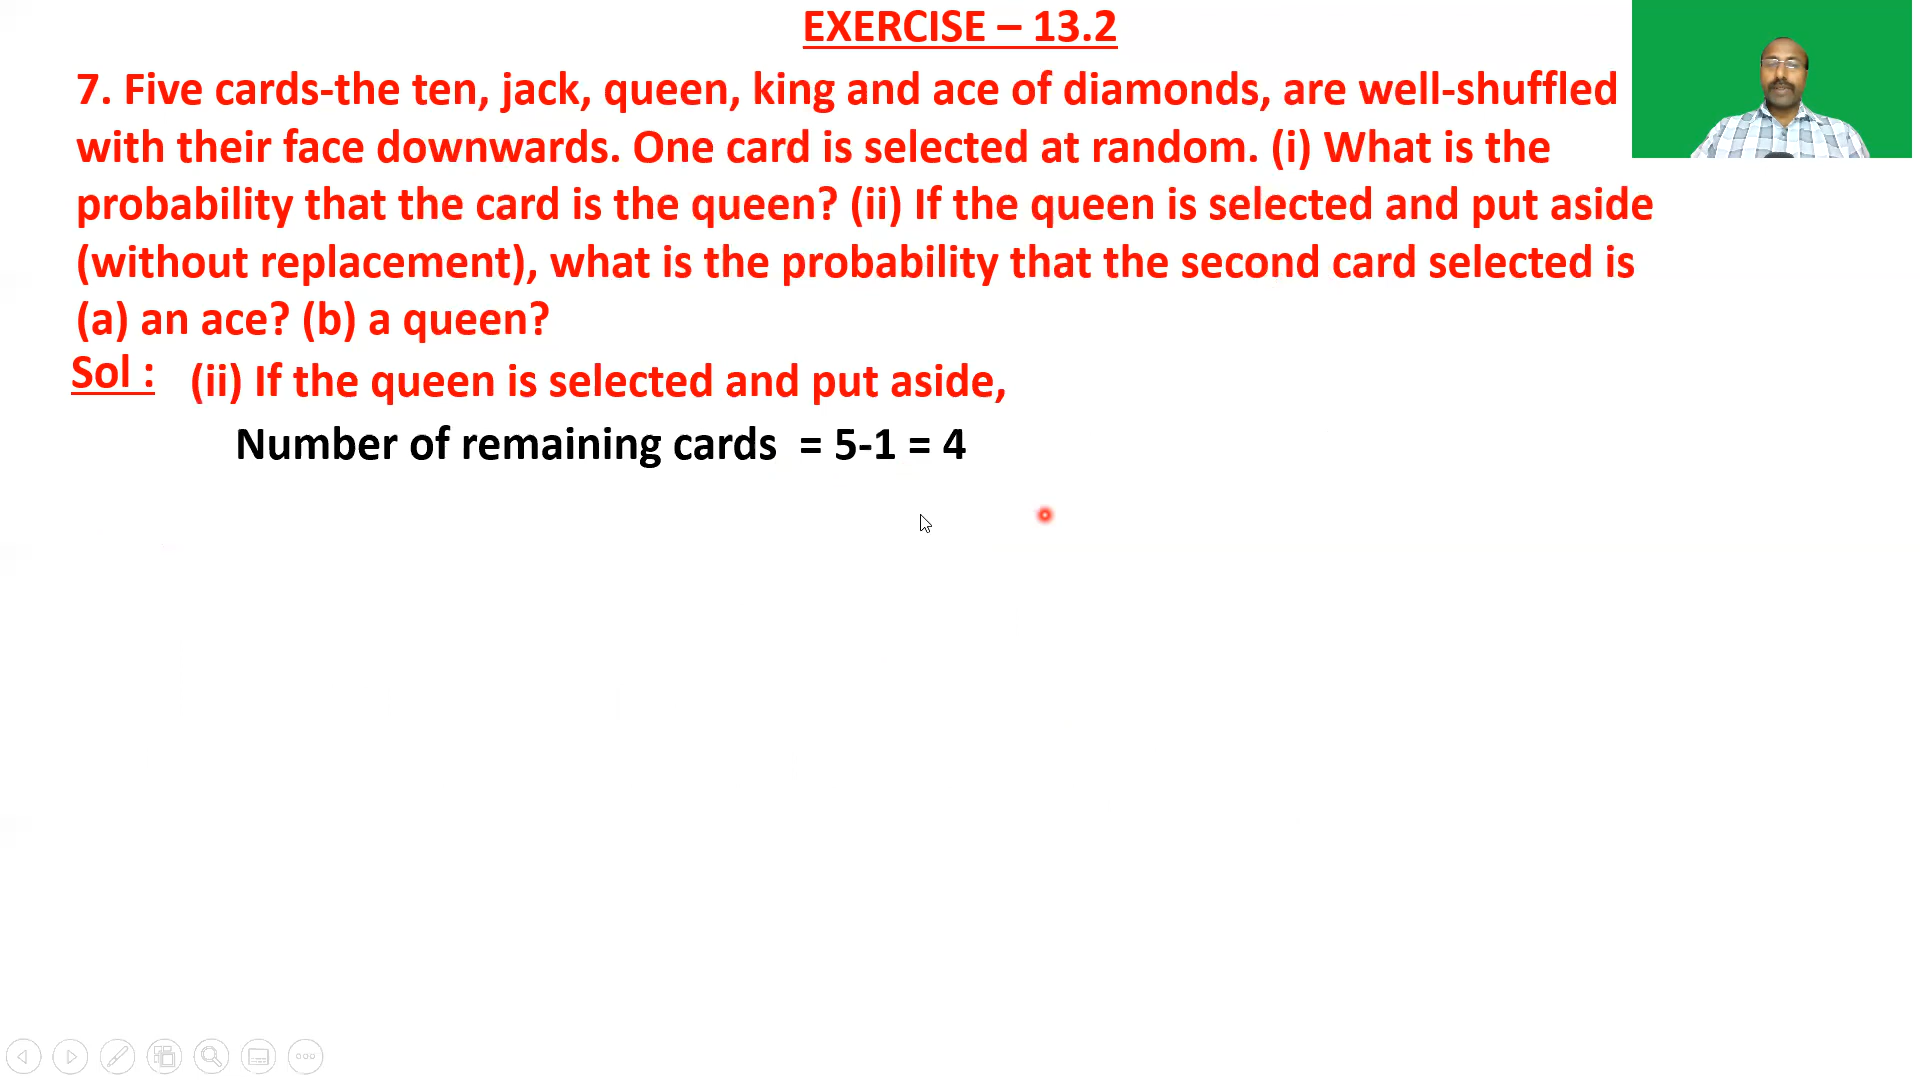 EXERCISE – 13.2
7. Five cards-the ten, jack, queen, king and ace of diamonds, are well-shuffled
with their face downwards. One card is selected at random. (i) What is the
probability that the card is the queen? (ii) If the queen is selected and put aside
(without replacement), what is the probability that the second card selected is
(a) an ace? (b) a queen?
Sol : (ii) If the queen is selected and put aside,
Number of remaining cards = 5-1 = 4